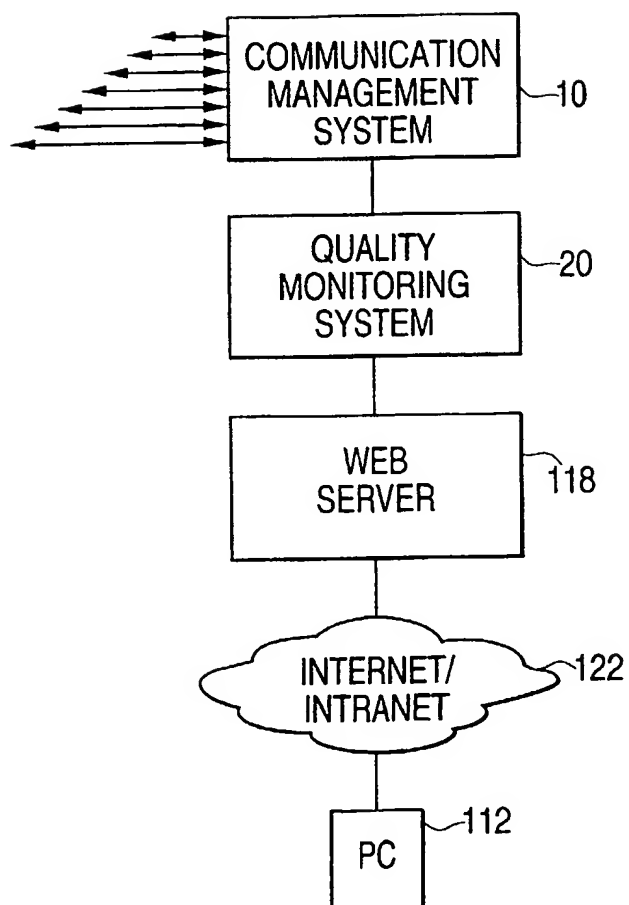 COMMUNICATION
MANAGEMENT
SYSTEM
10
QUALITY
MONITORING
SYSTEM
20
WEB
SERVER
118
INTERNET/
INTRANET
122
PC
112